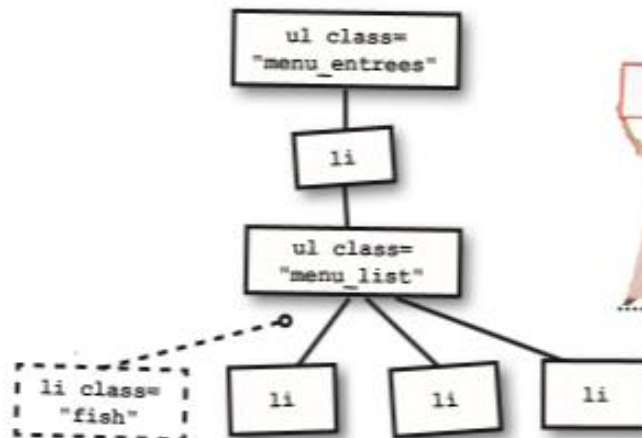 ul class=
"menu_entrees"
li
ul class=
"menu_list"
li class=
"fish"
li
li
li